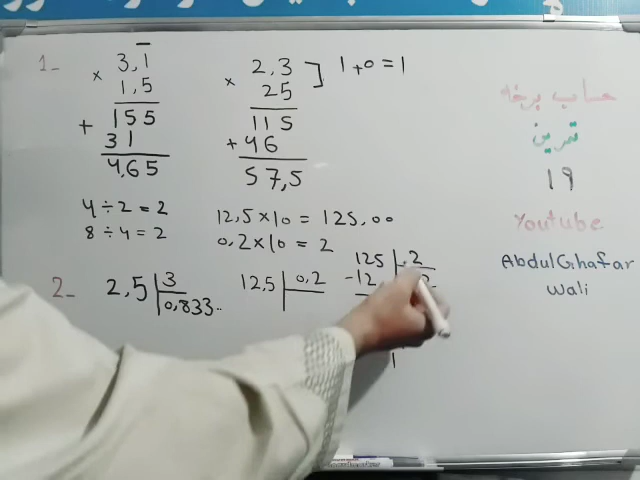 1- × 3,1
1,5
155
+ 31
4,65
× 2,3
25
115
+ 46
57,5
1+0=1
4÷2=2
8÷4=2
12,5×10=125,00
0,2×10=2
2- 2,5 | 3
0,833..
12,5 | 0,2
125 | 2
-12
حساب برخه
تمرین
19
Youtube
AbdulGhafar
Wali